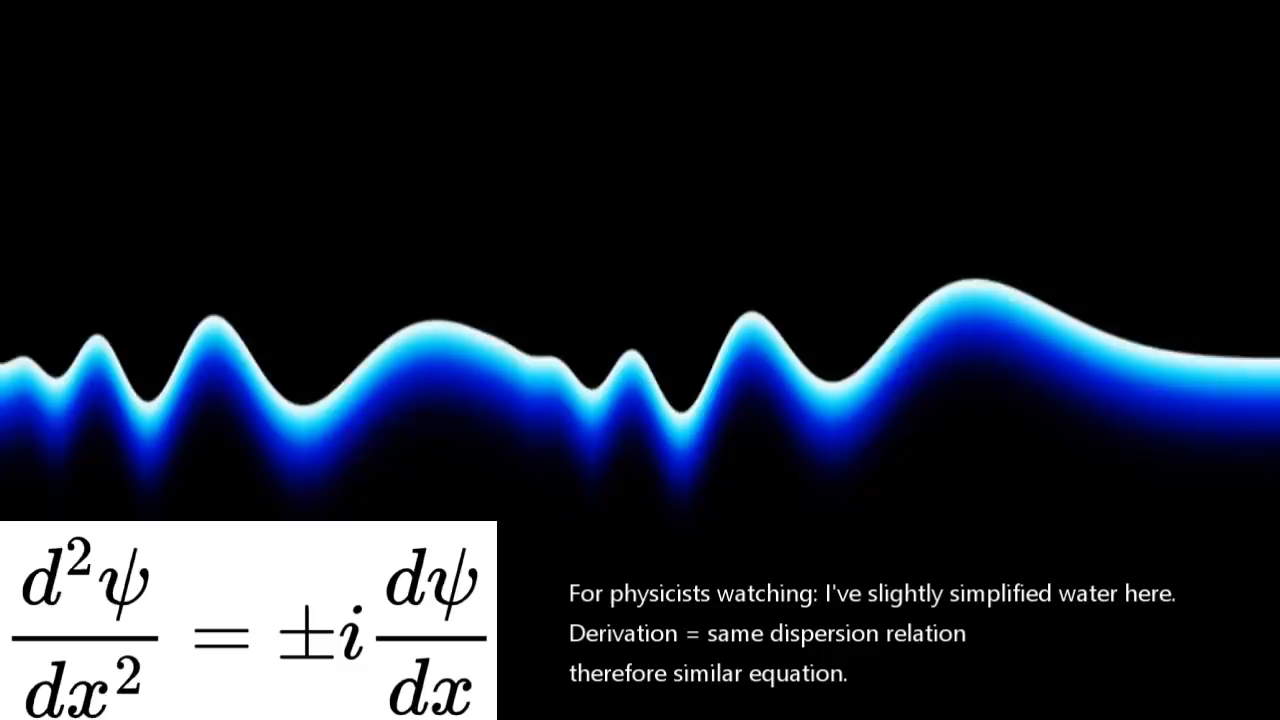 d²ψ/dx² = ±i dψ/dx
For physicists watching: I've slightly simplified water here.
Derivation = same dispersion relation
therefore similar equation.